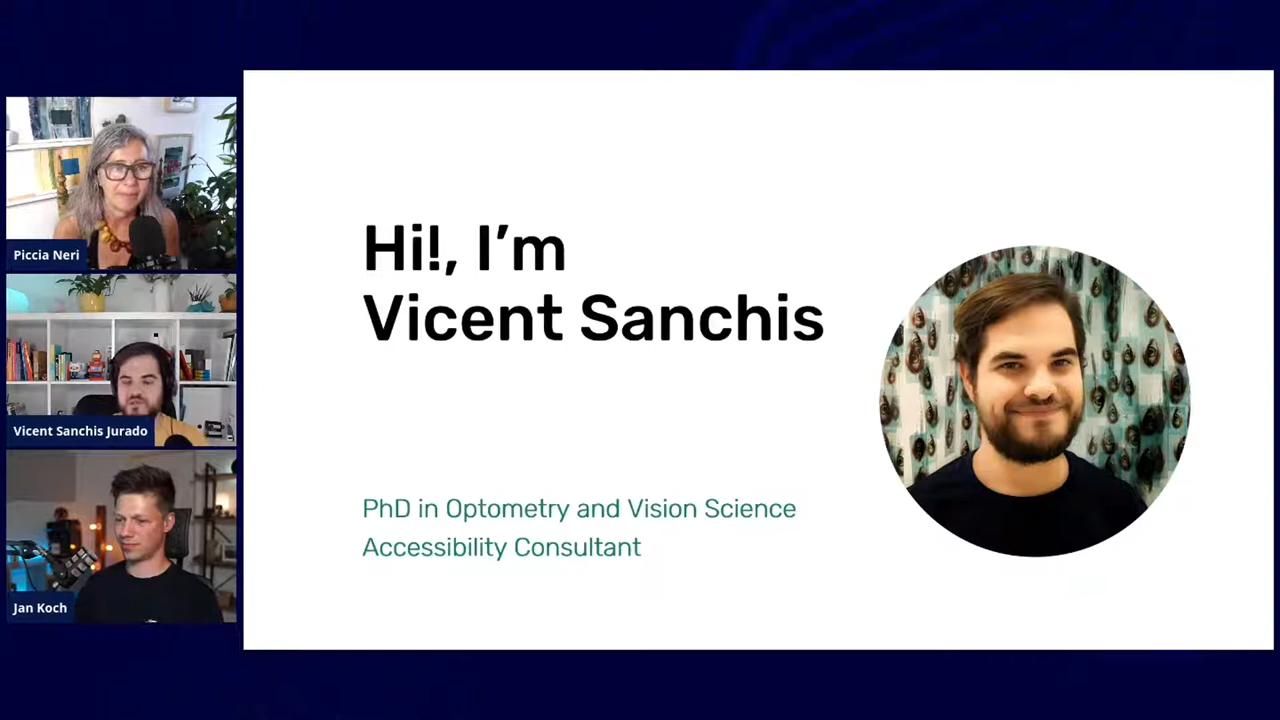 Piccia Neri
Vicent Sanchis Jurado
Jan Koch
Hi!, I’m
Vicent Sanchis
PhD in Optometry and Vision Science
Accessibility Consultant